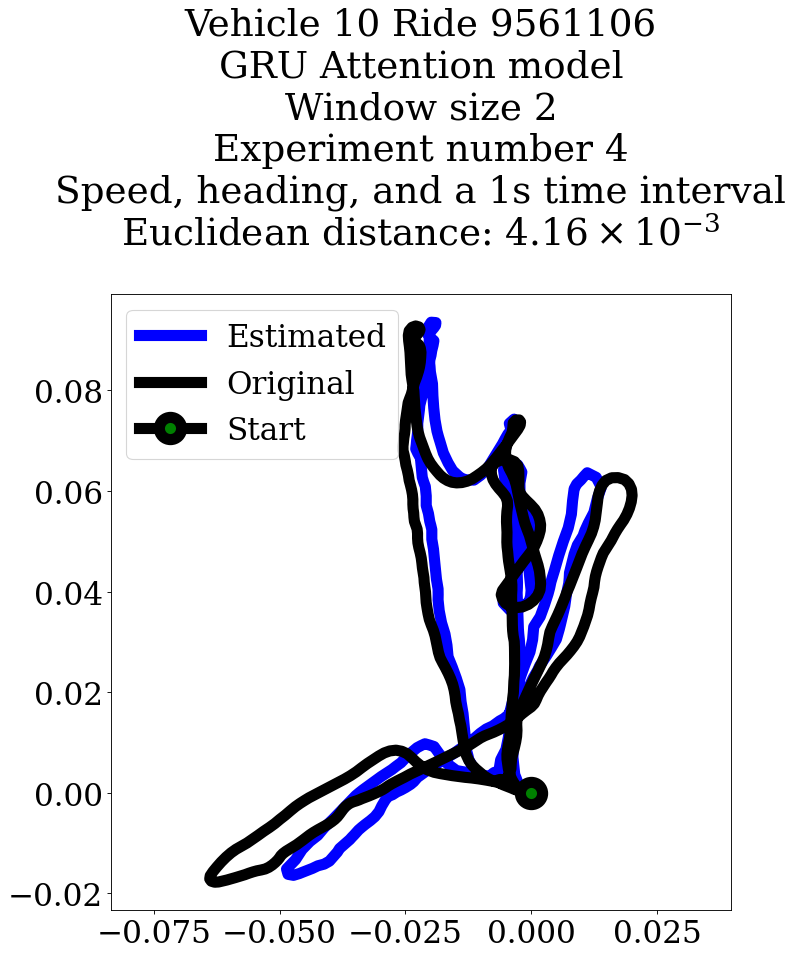 Vehicle 10 Ride 9561106
GRU Attention model
Window size 2
Experiment number 4
Speed, heading, and a 1s time interval
Euclidean distance: 4.16 × 10⁻³
Estimated
Original
Start
0.08
0.06
0.04
0.02
0.00
−0.02
−0.075 −0.050 −0.025 0.000 0.025